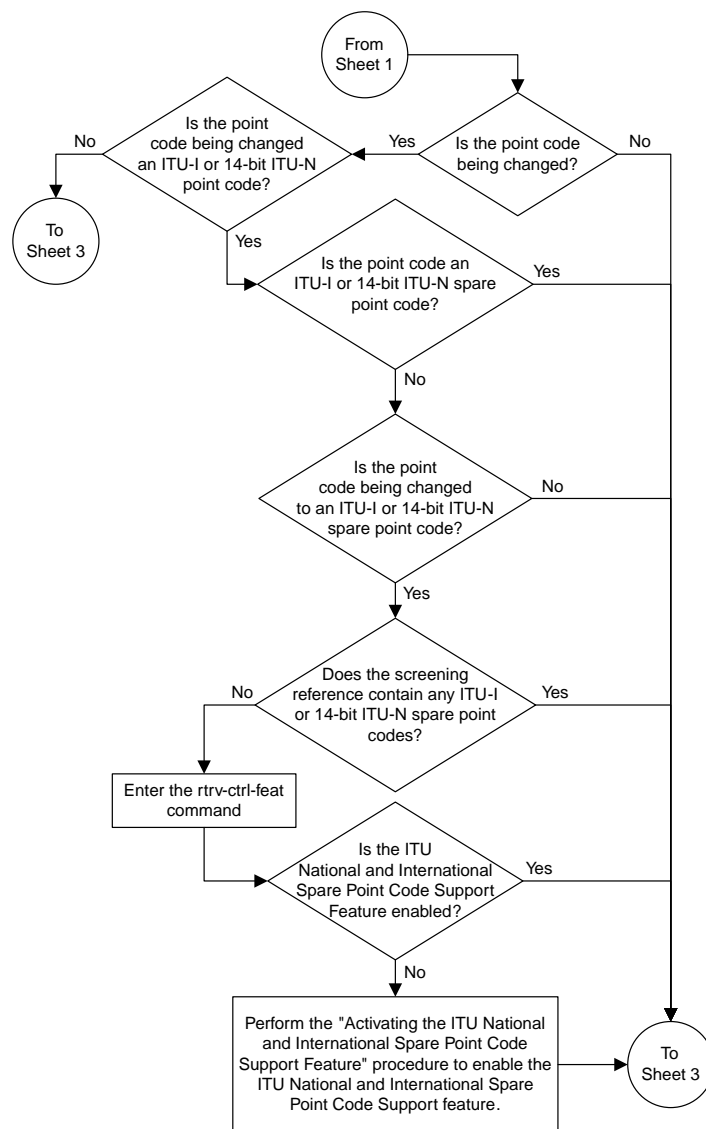 From
Sheet 1
Is the point
code being changed
an ITU-I or 14-bit ITU-N
point code?
No
Yes
Is the point code
being changed?
No
To
Sheet 3
Yes
Is the point code an
ITU-I or 14-bit ITU-N spare
point code?
Yes
No
Is the point
code being changed
to an ITU-I or 14-bit ITU-N
spare point code?
No
Yes
Does the screening
reference contain any ITU-I
or 14-bit ITU-N spare point
codes?
No
Yes
Enter the rtrv-ctrl-feat
command
Is the ITU
National and International
Spare Point Code Support
Feature enabled?
Yes
No
Perform the "Activating the ITU National
and International Spare Point Code
Support Feature" procedure to enable the
ITU National and International Spare
Point Code Support feature.
To
Sheet 3